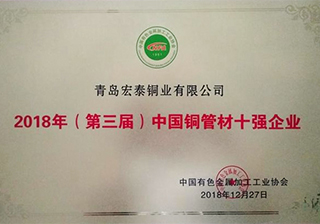 青岛宏泰铜业有限公司
2018年（第三届）中国铜管材十强企业
中国有色金属加工工业协会
2018年12月27日